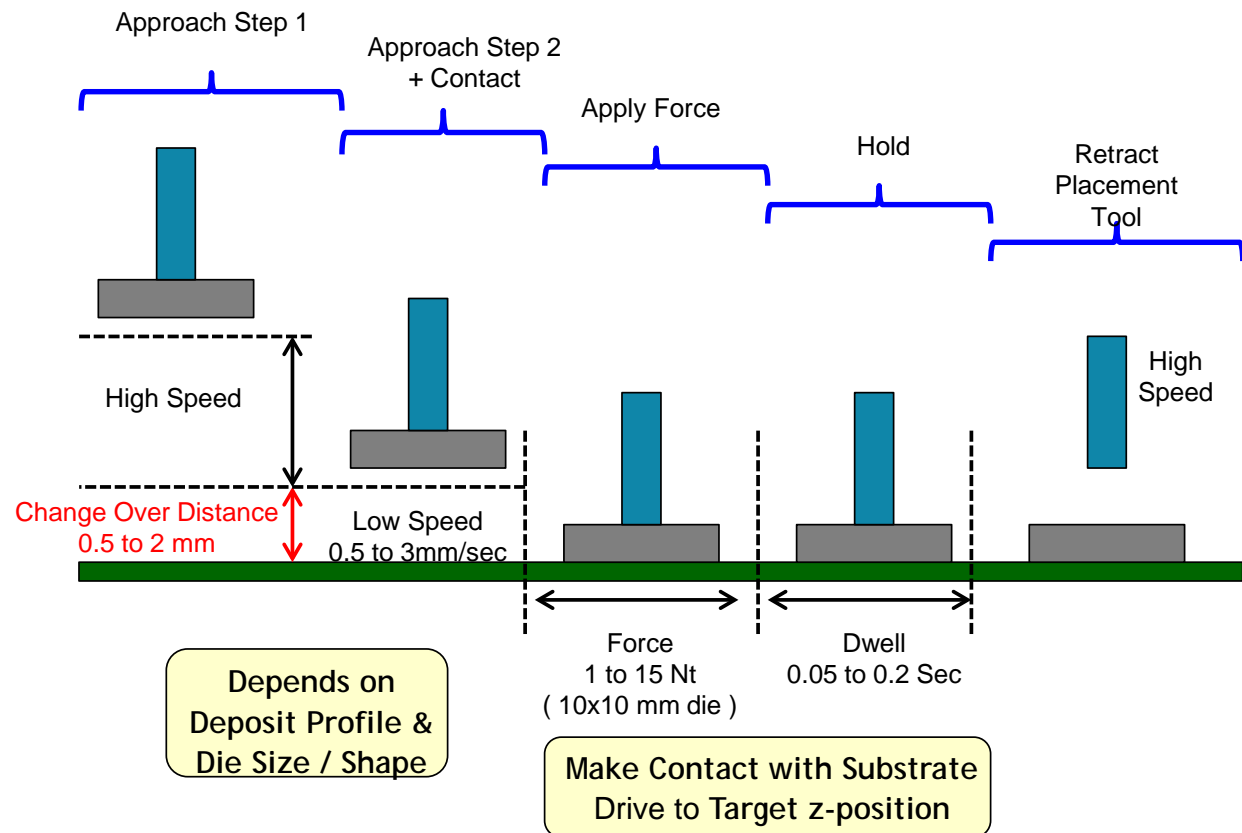 Approach Step 1
Approach Step 2
+ Contact
Apply Force
Hold
Retract
Placement
Tool
High Speed
High
Speed
Change Over Distance
0.5 to 2 mm
Low Speed
0.5 to 3mm/sec
Force
1 to 15 Nt
( 10x10 mm die )
Dwell
0.05 to 0.2 Sec
Depends on
Deposit Profile &
Die Size / Shape
Make Contact with Substrate
Drive to Target z-position